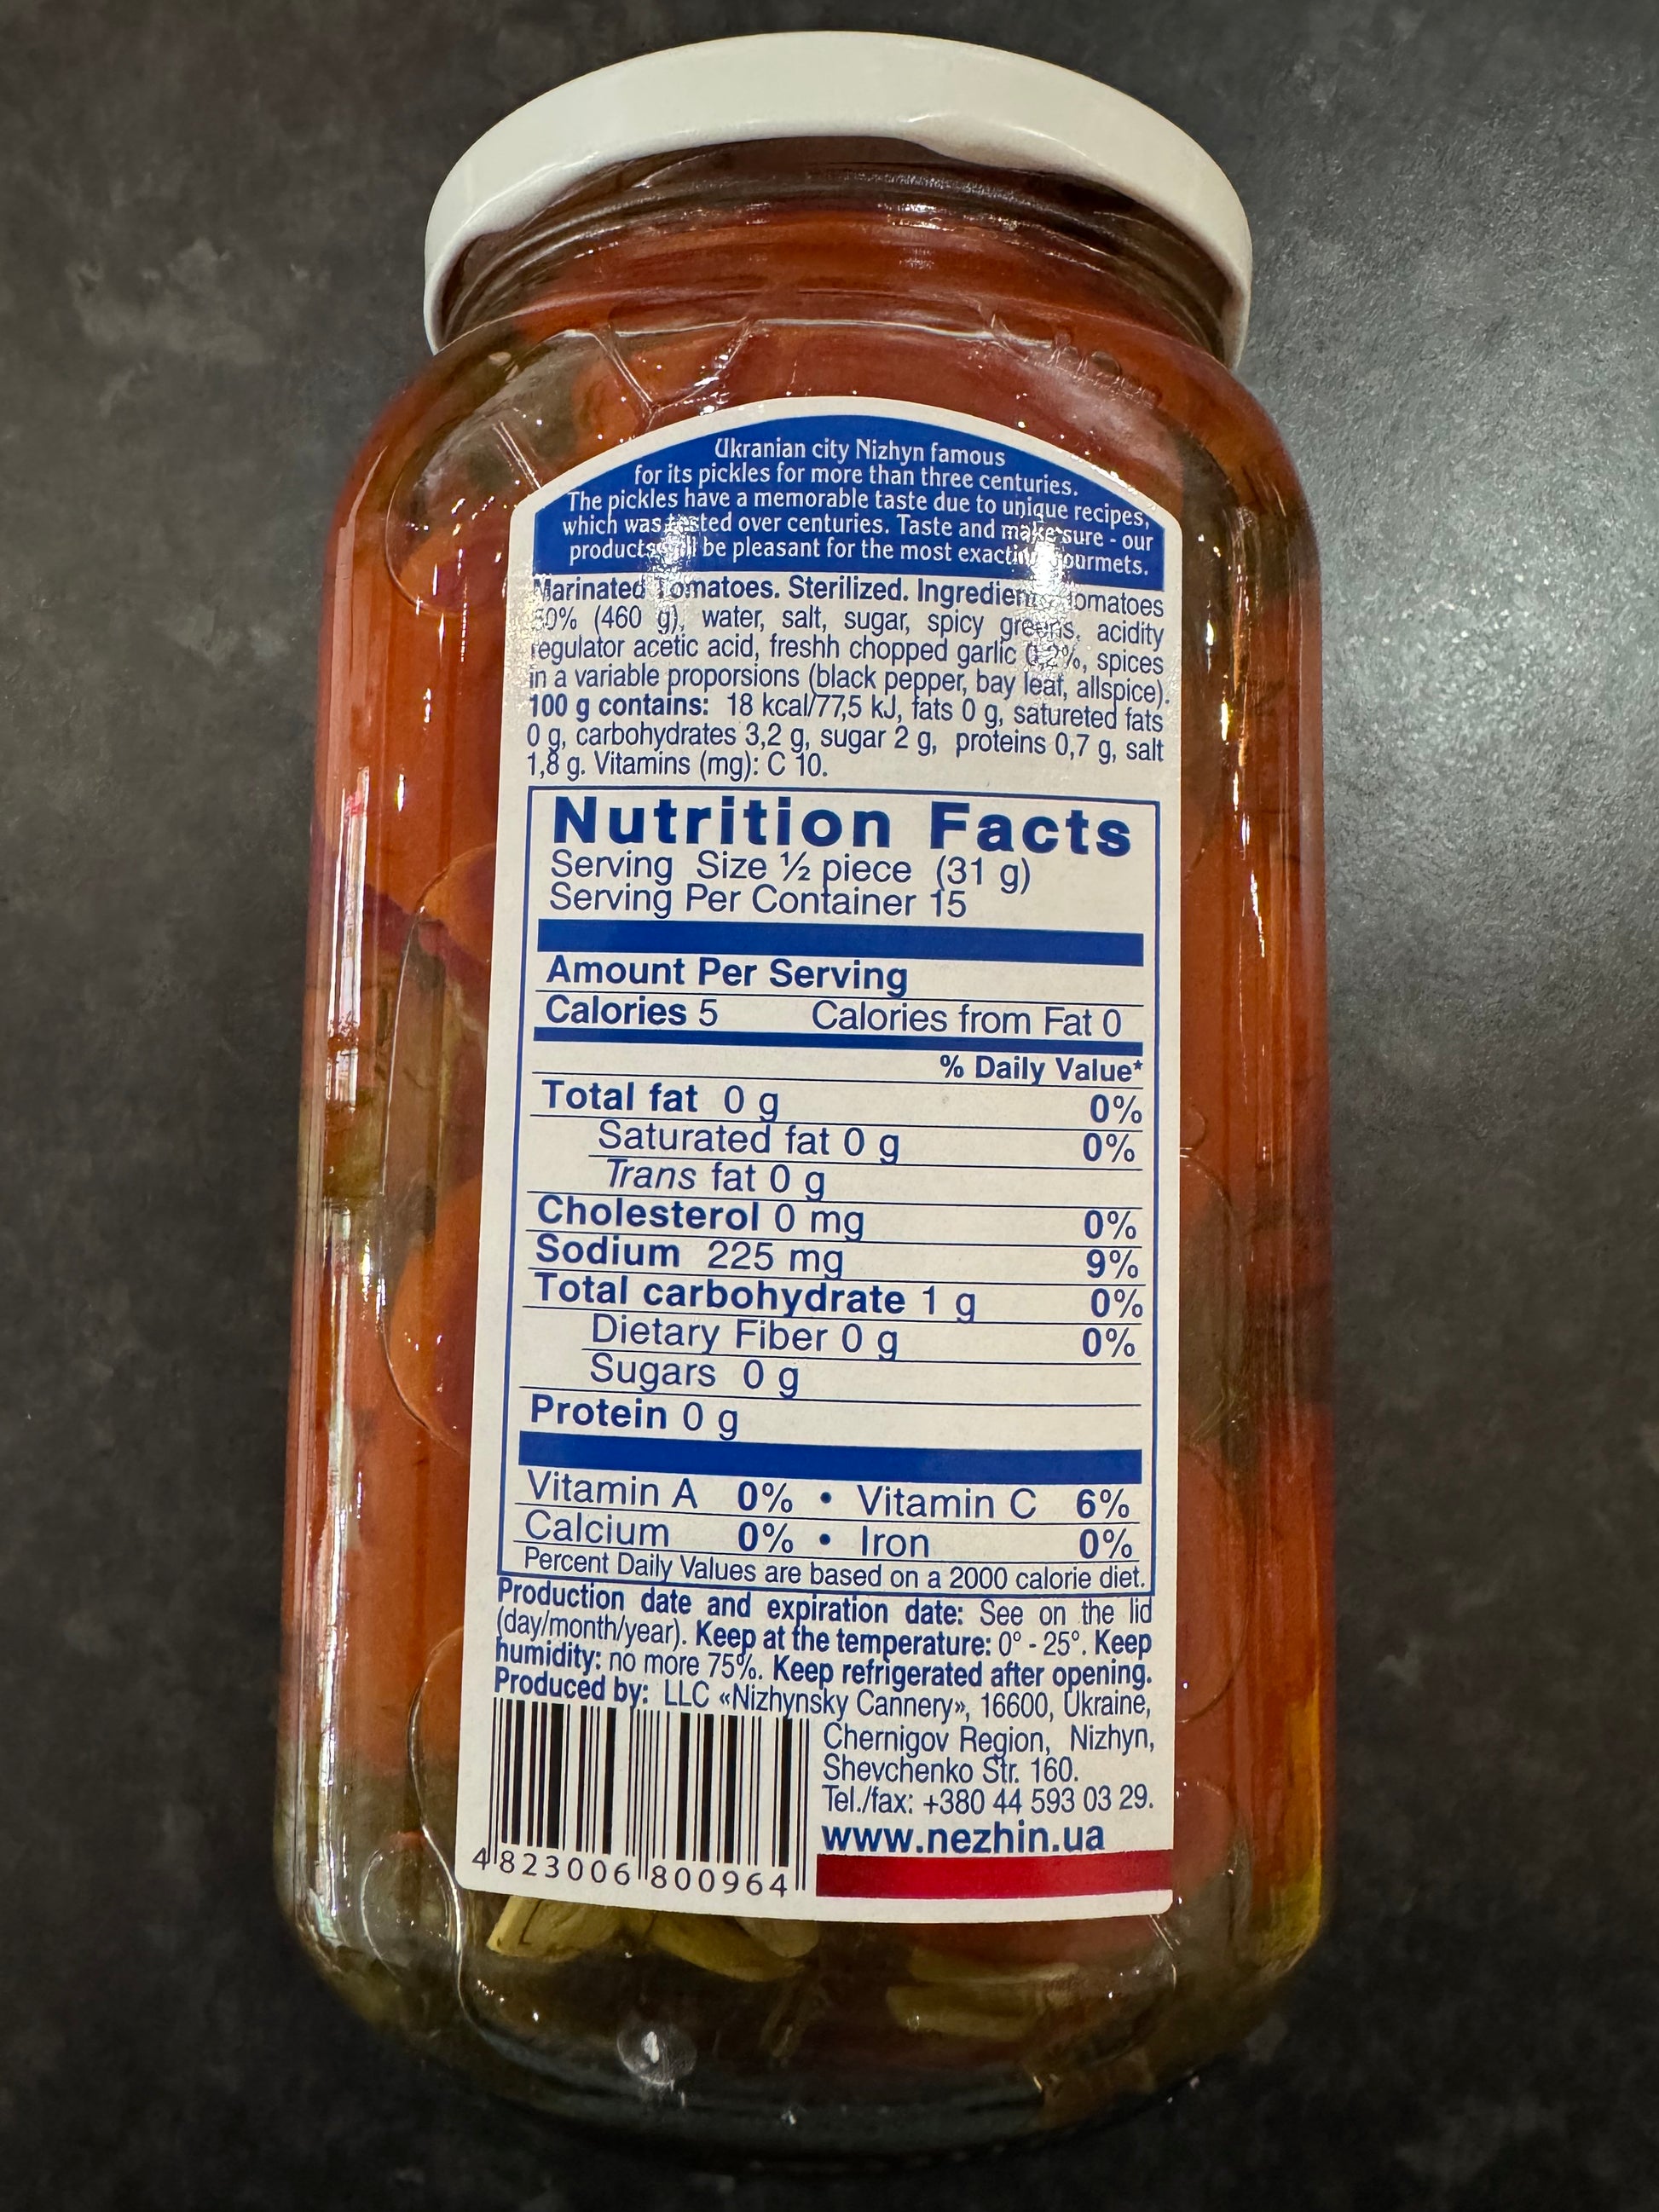 Ukranian city Nizhyn famous
for its pickles for more than three centuries.
The pickles have a memorable taste due to unique recipes,
which was tested over centuries. Taste and make sure - our
products will be pleasant for the most exacting gourmets.
Marinated Tomatoes. Sterilized. Ingredients: tomatoes
50% (460 g), water, salt, sugar, spicy greens, acidity
regulator acetic acid, freshh chopped garlic 0,2%, spices
in a variable proporsions (black pepper, bay leaf, allspice).
100 g contains: 18 kcal/77,5 kJ, fats 0 g, satureted fats
0 g, carbohydrates 3,2 g, sugar 2 g, proteins 0,7 g, salt
1,8 g. Vitamins (mg): C 10.
Nutrition Facts
Serving Size ½ piece (31 g)
Serving Per Container 15
Amount Per Serving
Calories 5 Calories from Fat 0
% Daily Value*
Total fat 0 g 0%
Saturated fat 0 g 0%
Trans fat 0 g
Cholesterol 0 mg 0%
Sodium 225 mg 9%
Total carbohydrate 1 g 0%
Dietary Fiber 0 g 0%
Sugars 0 g
Protein 0 g
Vitamin A 0% • Vitamin C 6%
Calcium 0% • Iron 0%
Percent Daily Values are based on a 2000 calorie diet.
Production date and expiration date: See on the lid
(day/month/year). Keep at the temperature: 0° - 25°. Keep
humidity: no more 75%. Keep refrigerated after opening.
Produced by: LLC «Nizhynsky Cannery», 16600, Ukraine,
Chernigov Region, Nizhyn,
Shevchenko Str. 160.
Tel./fax: +380 44 593 03 29.
www.nezhin.ua
4 823006 800964